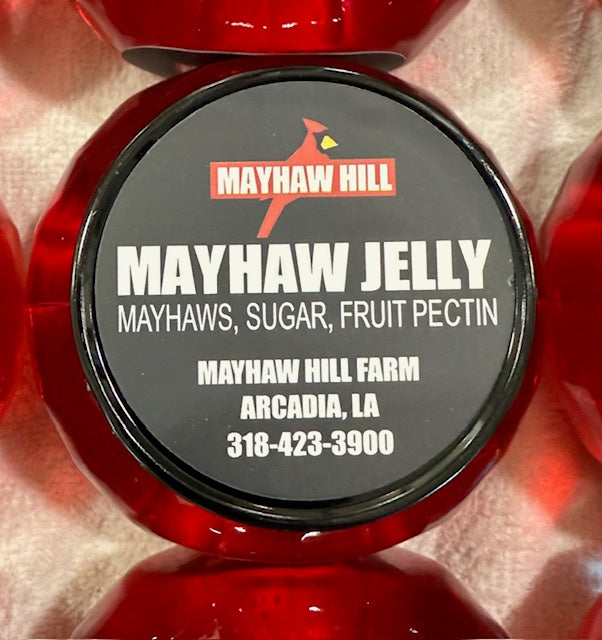 MAYHAW HILL
MAYHAW JELLY
MAYHAWS, SUGAR, FRUIT PECTIN
MAYHAW HILL FARM
ARCADIA, LA
318-423-3900